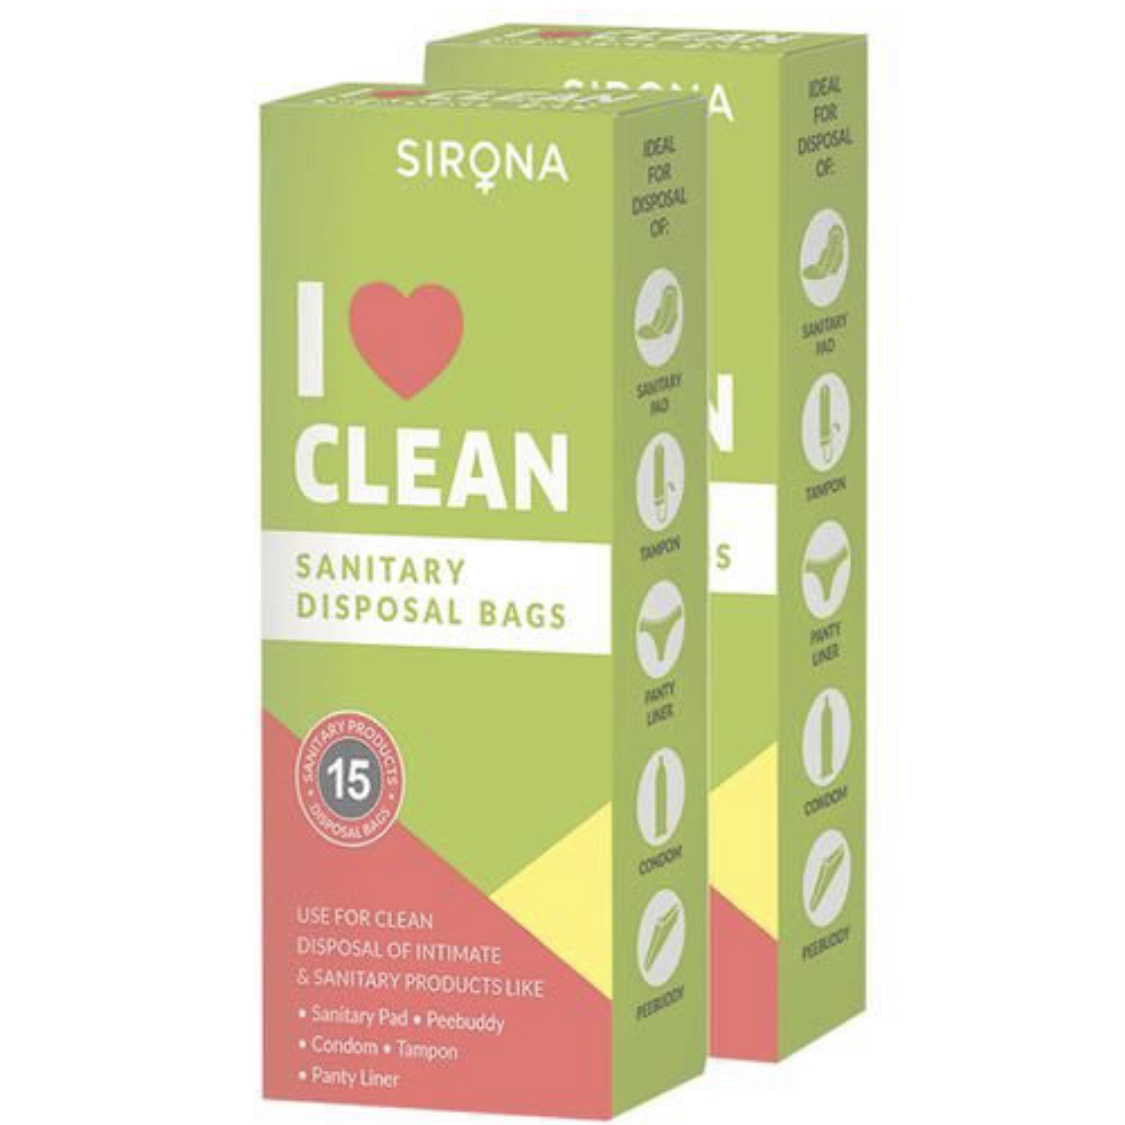 I ♥ CLEAN
SIRONA
I ♥ CLEAN
SIRONA
I ♥
CLEAN
SANITARY
DISPOSAL BAGS
SANITARY PRODUCTS
15
DISPOSAL BAGS
USE FOR CLEAN
DISPOSAL OF INTIMATE
& SANITARY PRODUCTS LIKE
• Sanitary Pad • Peebuddy
• Condom • Tampon
• Panty Liner
IDEAL
FOR
DISPOSAL
OF:
SANITARY
PAD
TAMPON
PANTY
LINER
CONDOM
PEEBUDDY
N
S
IDEAL
FOR
DISPOSAL
OF:
SANITARY
PAD
TAMPON
PANTY
LINER
CONDOM
PEEBUDDY